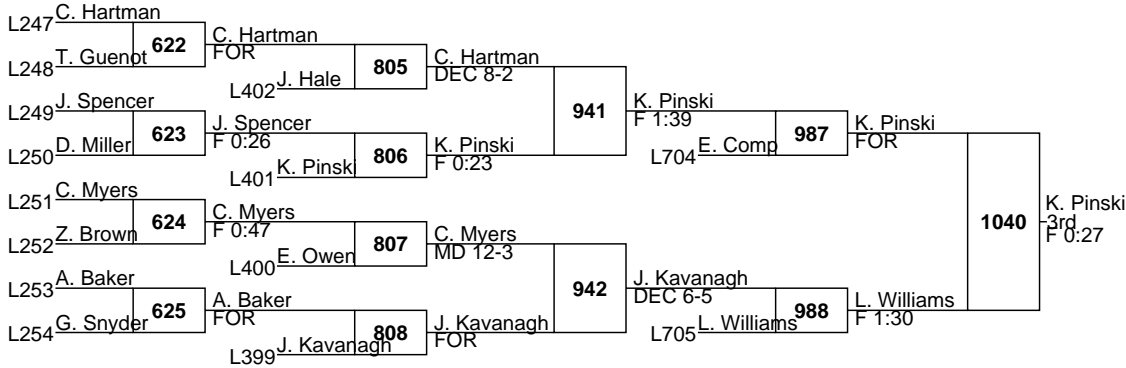 L247 C. Hartman
622
L248 T. Guenot
C. Hartman
FOR
805
L402 J. Hale
C. Hartman
DEC 8-2
L249 J. Spencer
623
L250 D. Miller
J. Spencer
F 0:26
806
L401 K. Pinski
K. Pinski
F 0:23
941
K. Pinski
F 1:39
987
L704 E. Comp
K. Pinski
FOR
L251 C. Myers
624
L252 Z. Brown
C. Myers
F 0:47
807
L400 E. Owen
C. Myers
MD 12-3
L253 A. Baker
625
L254 G. Snyder
A. Baker
FOR
808
L399 J. Kavanagh
J. Kavanagh
FOR
942
J. Kavanagh
DEC 6-5
988
L705 L. Williams
L. Williams
F 1:30
1040
K. Pinski
3rd
F 0:27